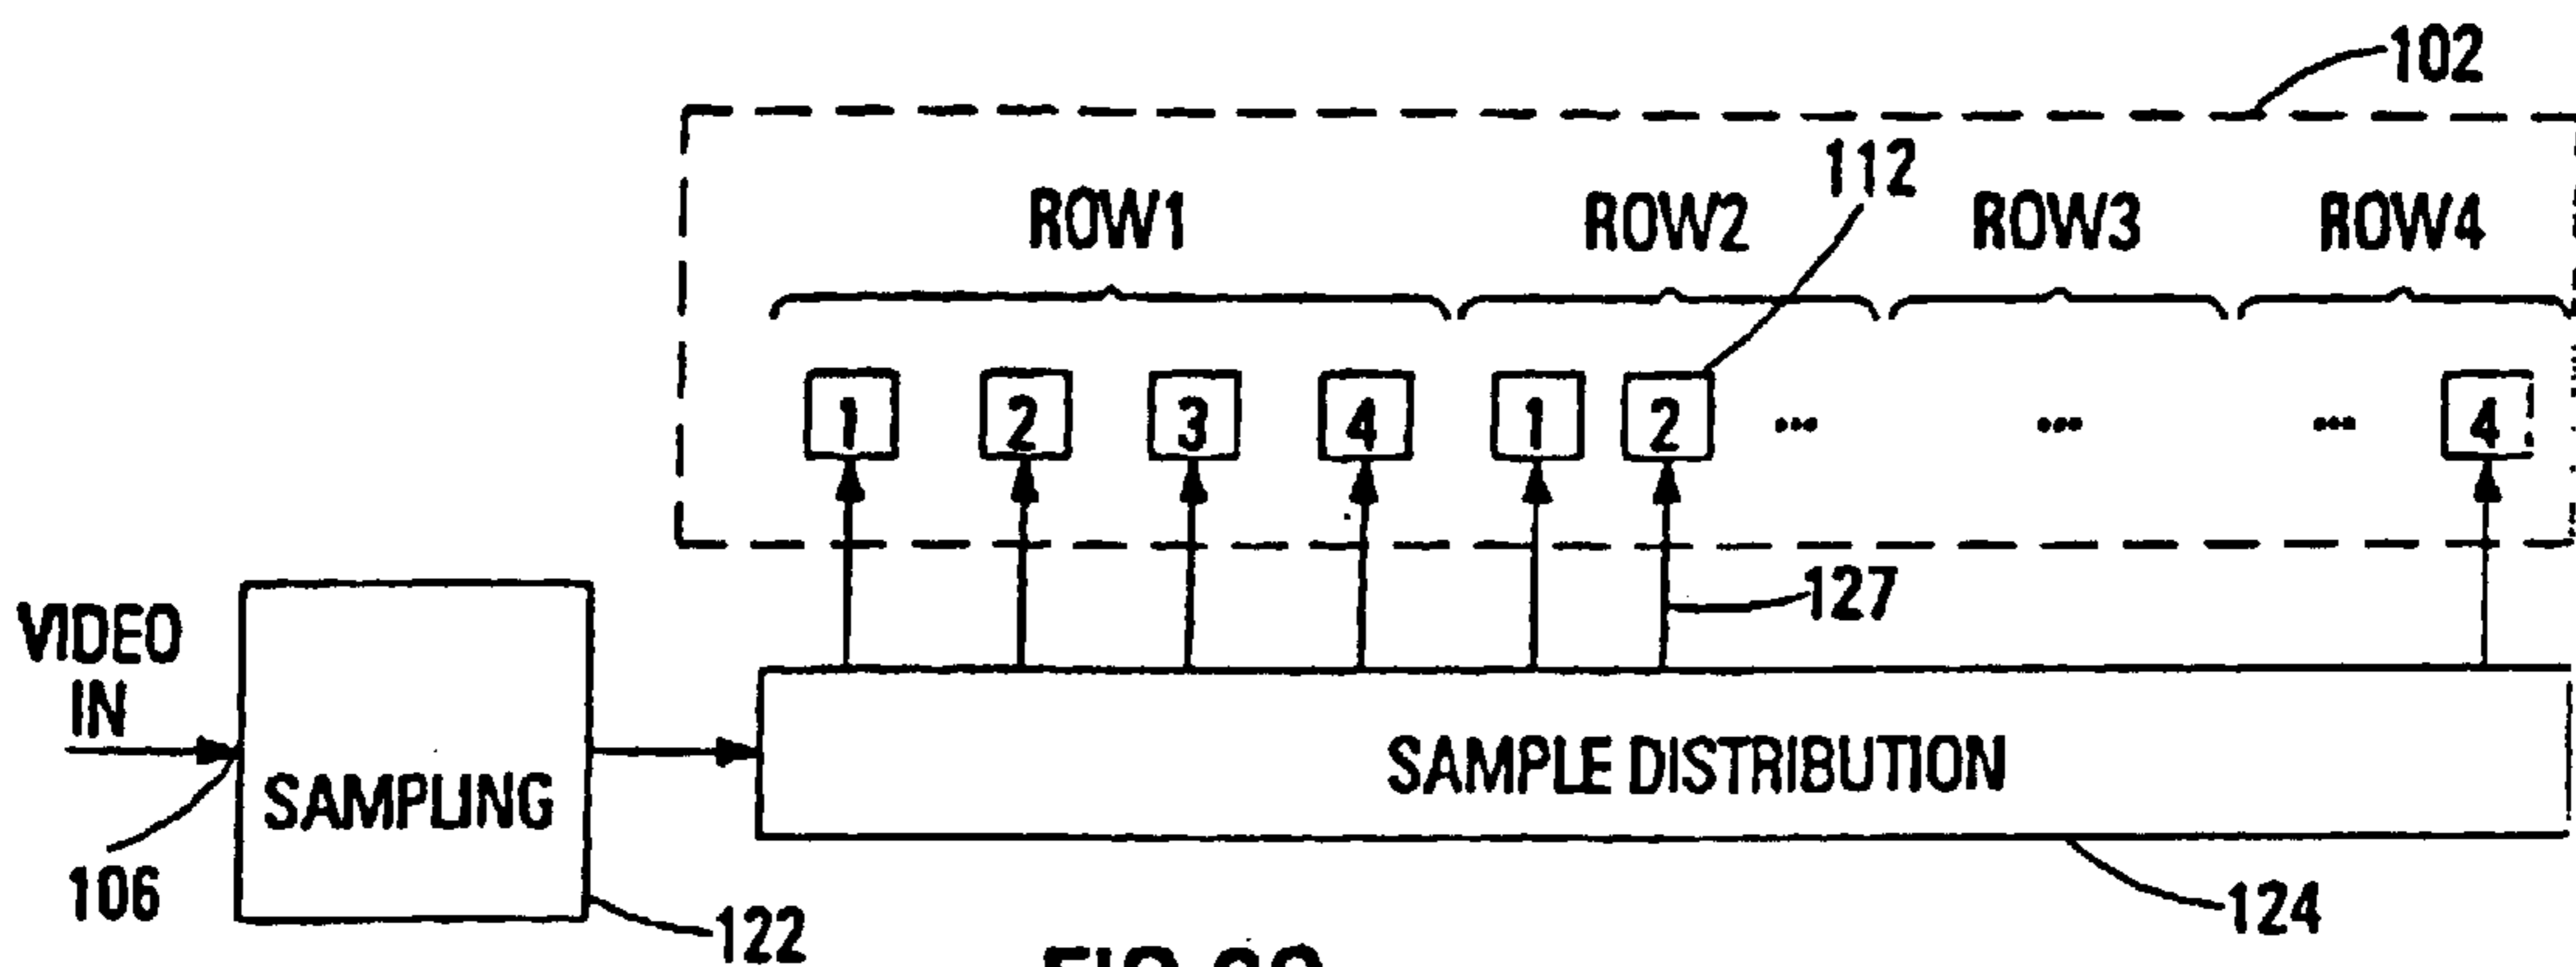 102
112
ROW1 ROW2 ROW3 ROW4
1 2 3 4 1 2 ... ... ... 4
127
VIDEO
IN
SAMPLING
SAMPLE DISTRIBUTION
106
122
124